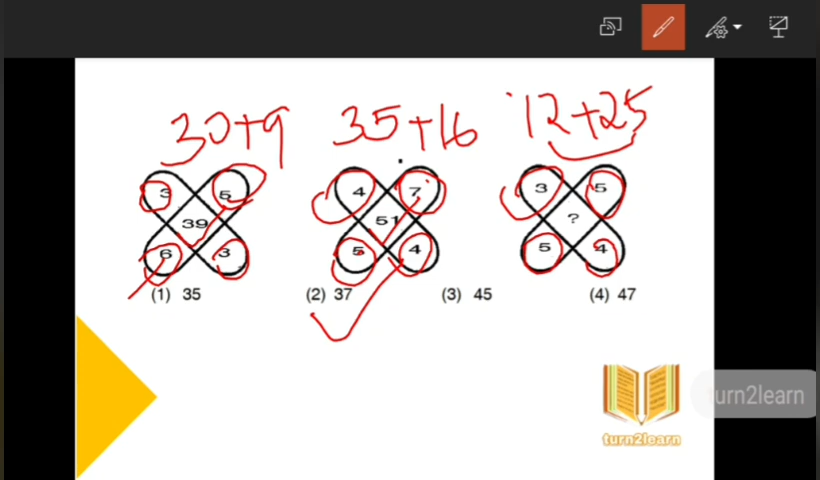 30+9 35+16 12+25
3 5 4 7 3 5
39 51 ?
6 3 5 4 5 4
(1) 35 (2) 37 (3) 45 (4) 47
turn2learn
turn2learn